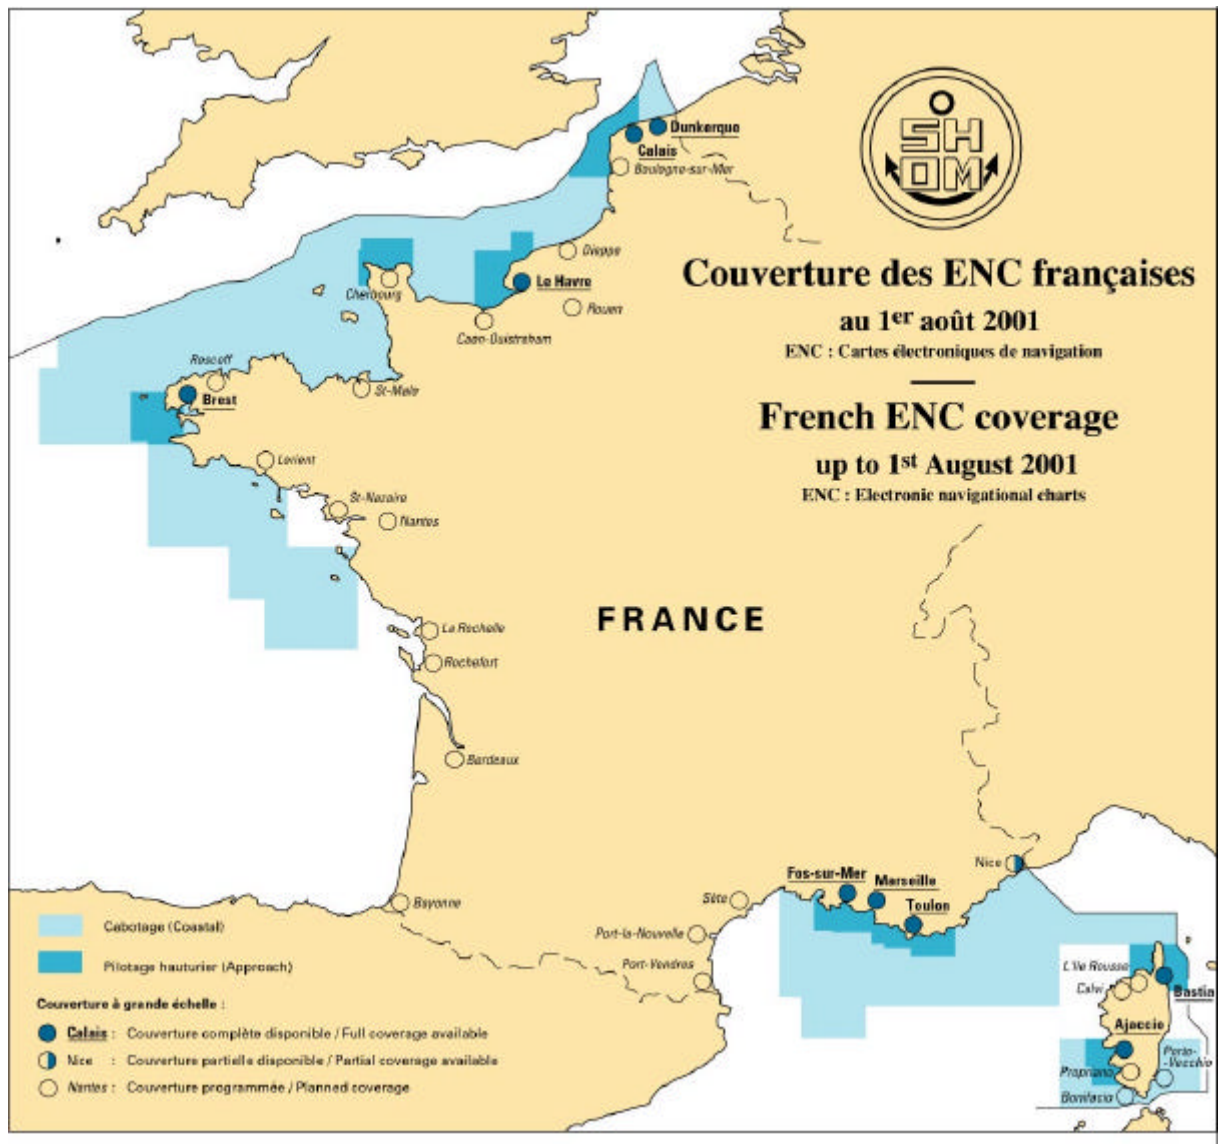 SH
OM
Dunkerque
Calais
Boulogne-sur-Mer
Dieppe
Le Havre
Cherbourg
Rouen
Caen-Ouistreham
Couverture des ENC françaises
au 1er août 2001
ENC : Cartes électroniques de navigation
French ENC coverage
up to 1st August 2001
ENC : Electronic navigational charts
Roscoff
St-Malo
Brest
Lorient
St-Nazaire
Nantes
FRANCE
La Rochelle
Rochefort
Bordeaux
Nice
Fos-sur-Mer
Marseille
Toulon
Sète
Bayonne
Port-la-Nouvelle
Port-Vendres
L'Ile Rousse
Calvi
Bastia
Ajaccio
Porto-
-Vecchio
Propriano
Bonifacio
Cabotage (Coastal)
Pilotage hauturier (Approach)
Couverture à grande échelle :
Calais : Couverture complète disponible / Full coverage available
Nice : Couverture partielle disponible / Partial coverage available
Nantes : Couverture programmée / Planned coverage